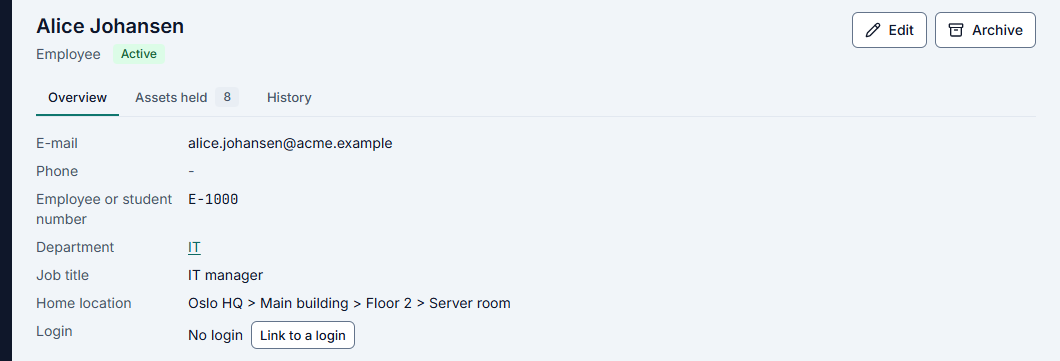 Alice Johansen
Edit
Archive
Employee
Active
Overview
Assets held
8
History
E-mail
alice.johansen@acme.example
Phone
-
Employee or student
number
E-1000
Department
IT
Job title
IT manager
Home location
Oslo HQ > Main building > Floor 2 > Server room
Login
No login
Link to a login